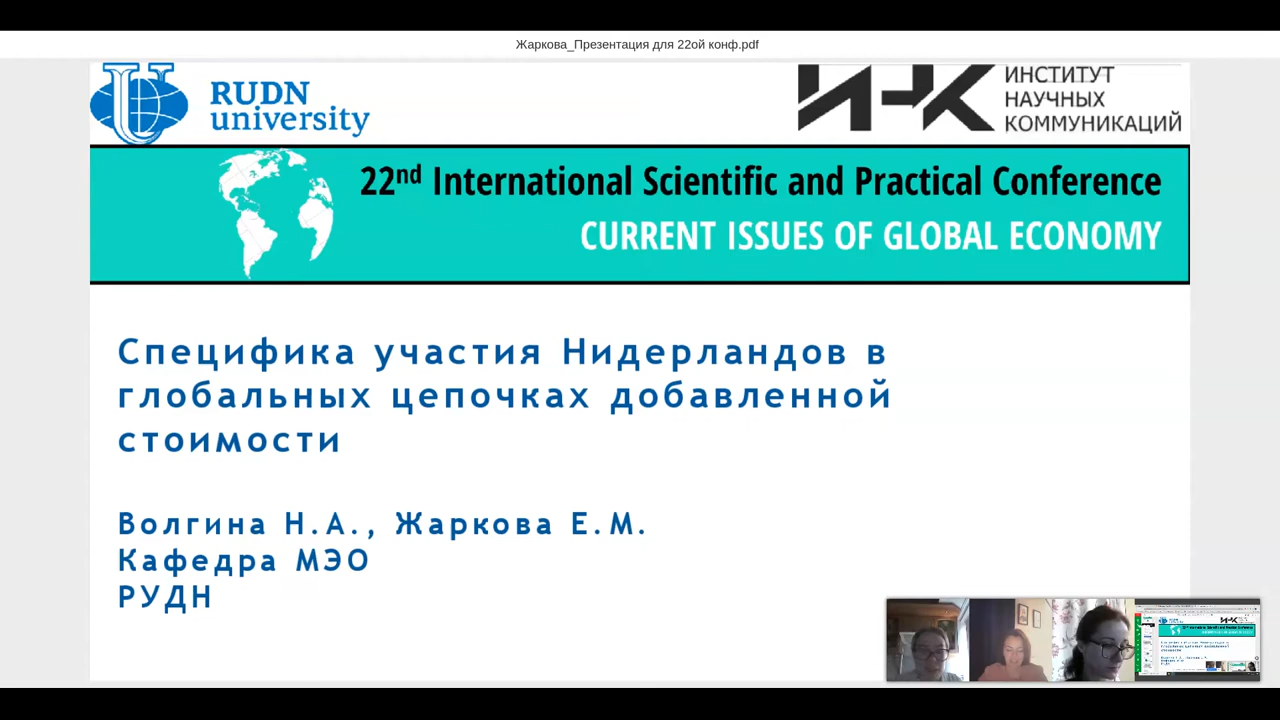 Жаркова_Презентация для 22ой конф.pdf
RUDN
university
ИНК
ИНСТИТУТ
НАУЧНЫХ
КОММУНИКАЦИЙ
22nd International Scientific and Practical Conference
CURRENT ISSUES OF GLOBAL ECONOMY
Специфика участия Нидерландов в
глобальных цепочках добавленной
стоимости
Волгина Н.А., Жаркова Е.М.
Кафедра МЭО
РУДН